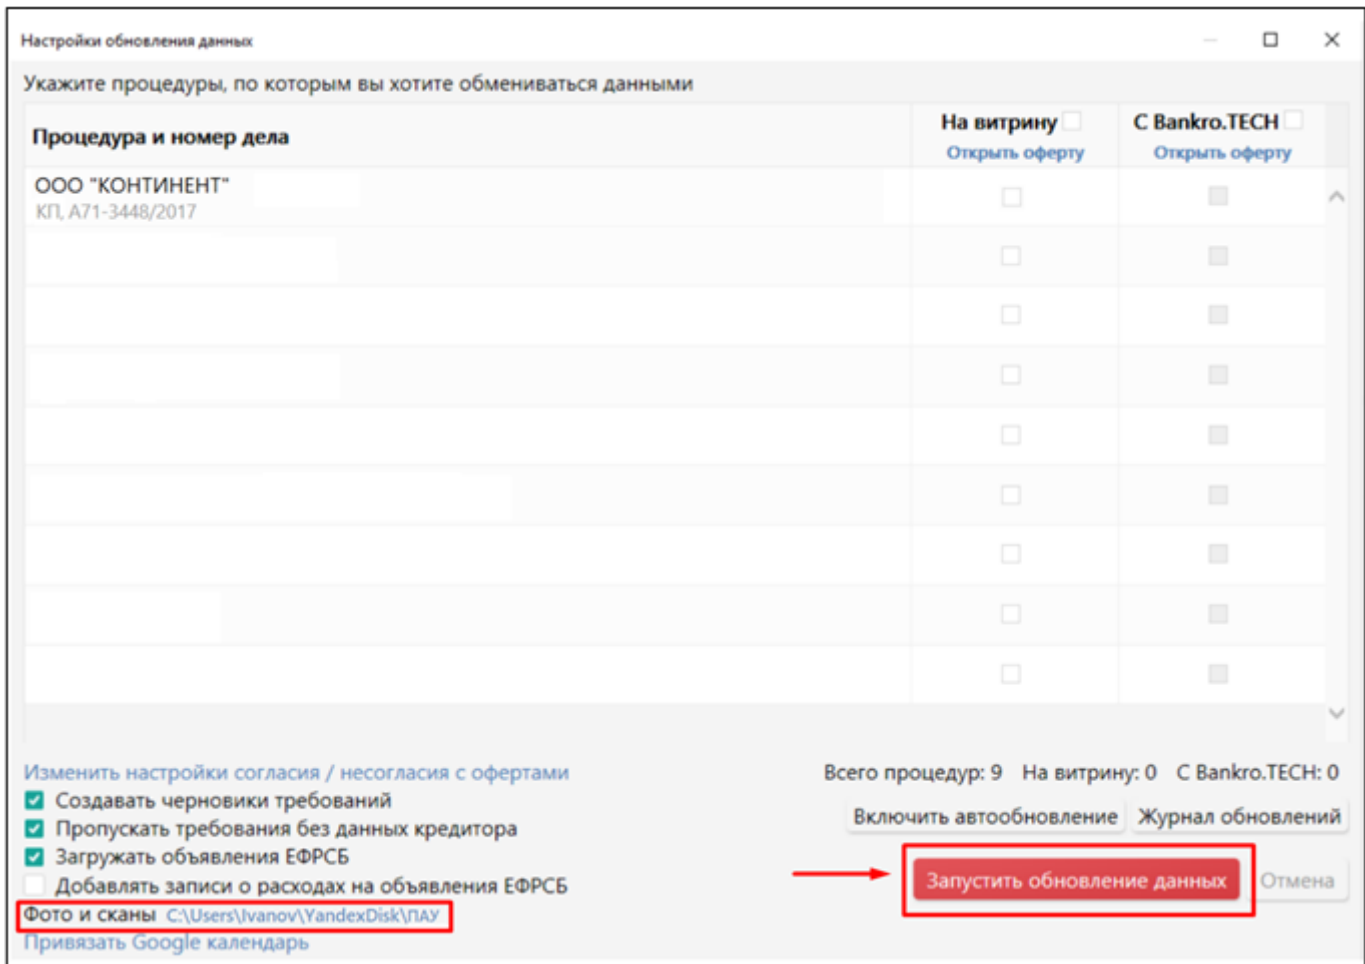 Настройки обновления данных
Укажите процедуры, по которым вы хотите обмениваться данными
Процедура и номер дела
На витрину
С Bankro.TECH
Открыть оферту
Открыть оферту
ООО "КОНТИНЕНТ"
КП, А71-3448/2017
Изменить настройки согласия / несогласия с офертами
Всего процедур: 9 На витрину: 0 С Bankro.TECH: 0
Создавать черновики требований
Пропускать требования без данных кредитора
Включить автообновление
Журнал обновлений
Загружать объявления ЕФРСБ
Добавлять записи о расходах на объявления ЕФРСБ
Запустить обновление данных
Отмена
Фото и сканы C:\Users\Ivanov\YandexDisk\ПАУ
Привязать Google календарь